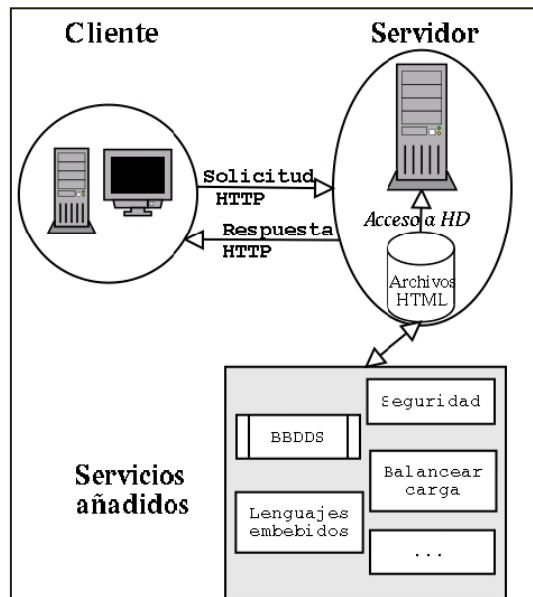 Cliente
Servidor
Solicitud
HTTP
Acceso a HD
Respuesta
HTTP
Archivos
HTML
Seguridad
BBDDS
Servicios
añadidos
Balancear
carga
Lenguajes
embebidos
...